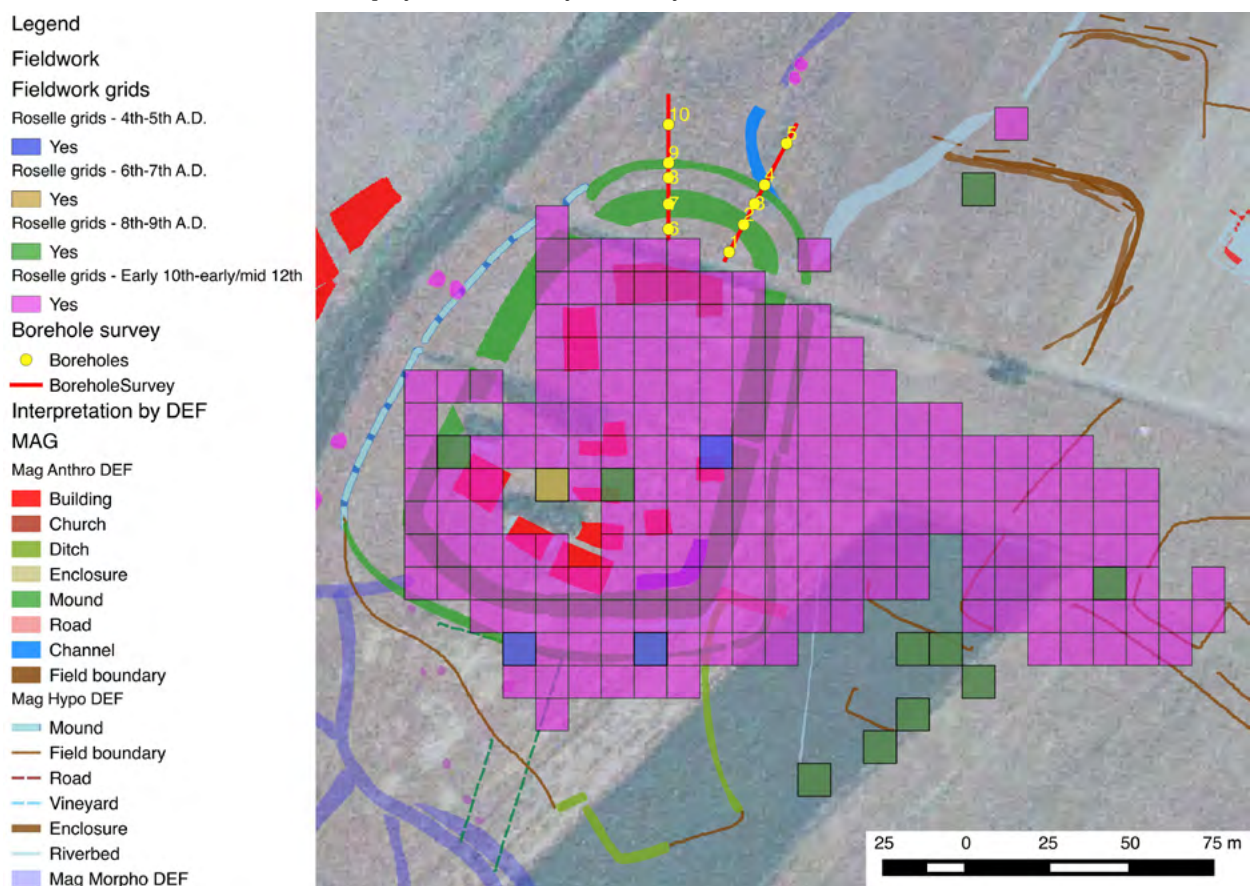 Legend
Fieldwork
Fieldwork grids
Roselle grids - 4th-5th A.D.
Yes
Roselle grids - 6th-7th A.D.
Yes
Roselle grids - 8th-9th A.D.
Yes
Roselle grids - Early 10th-early/mid 12th
Yes
Borehole survey
Boreholes
BoreholeSurvey
Interpretation by DEF
MAG
Mag Anthro DEF
Building
Church
Ditch
Enclosure
Mound
Road
Channel
Field boundary
Mag Hypo DEF
Mound
Field boundary
Road
Vineyard
Enclosure
Riverbed
Mag Morpho DEF
10
9
8
7
6
5
4
3
2
1
25 0 25 50 75 m